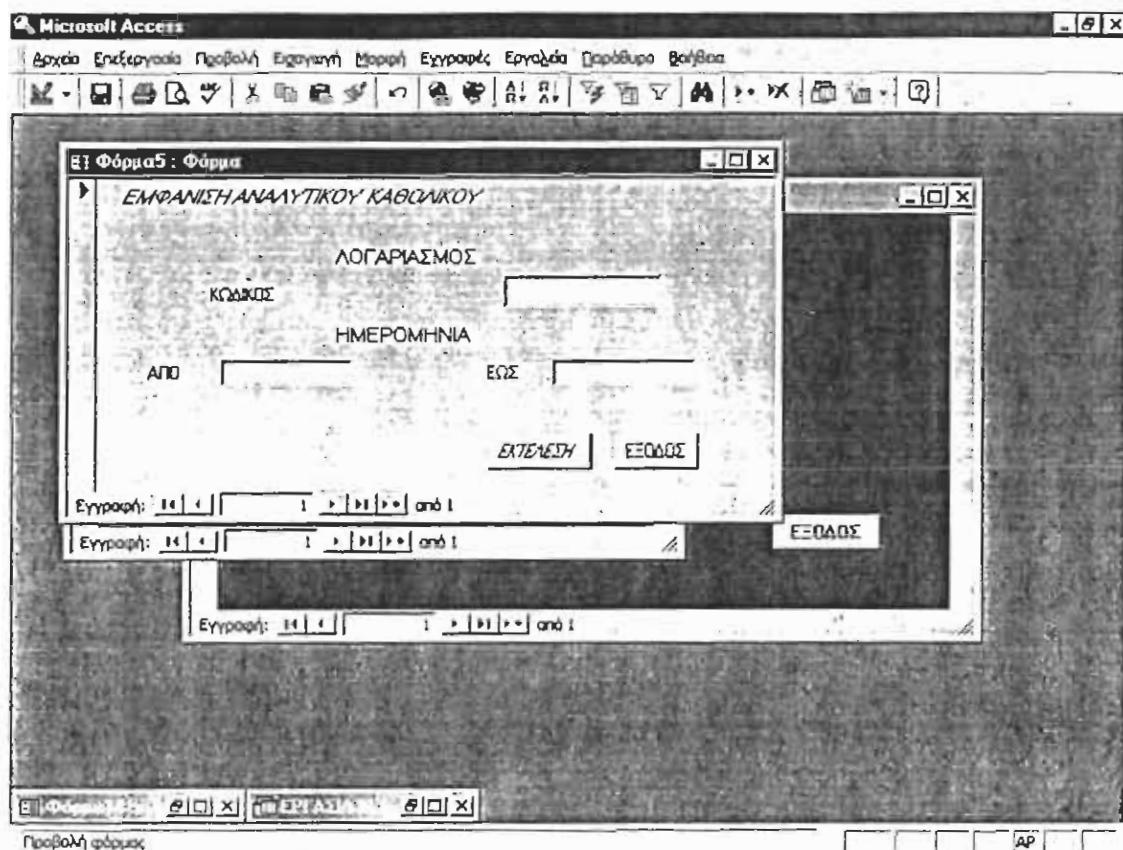 Microsoft Access
Αρχείο Επεξεργασία Προβολή Εισαγωγή Μορφή Εγγραφές Εργαλεία Παράθυρο Βοήθεια
Φόρμα5 : Φόρμα
ΕΜΦΑΝΙΣΗ ΑΝΑΛΥΤΙΚΟΥ ΚΑΘΟΛΙΚΟΥ
ΛΟΓΑΡΙΑΣΜΟΣ
ΚΩΔΙΚΟΣ
ΗΜΕΡΟΜΗΝΙΑ
ΑΠΟ ΕΩΣ
ΕΚΤΕΛΕΣΗ ΕΞΟΔΟΣ
Εγγραφή: 1 από 1
Εγγραφή: 1 από 1
ΕΞΟΔΟΣ
Εγγραφή: 1 από 1
Προβολή φόρμας